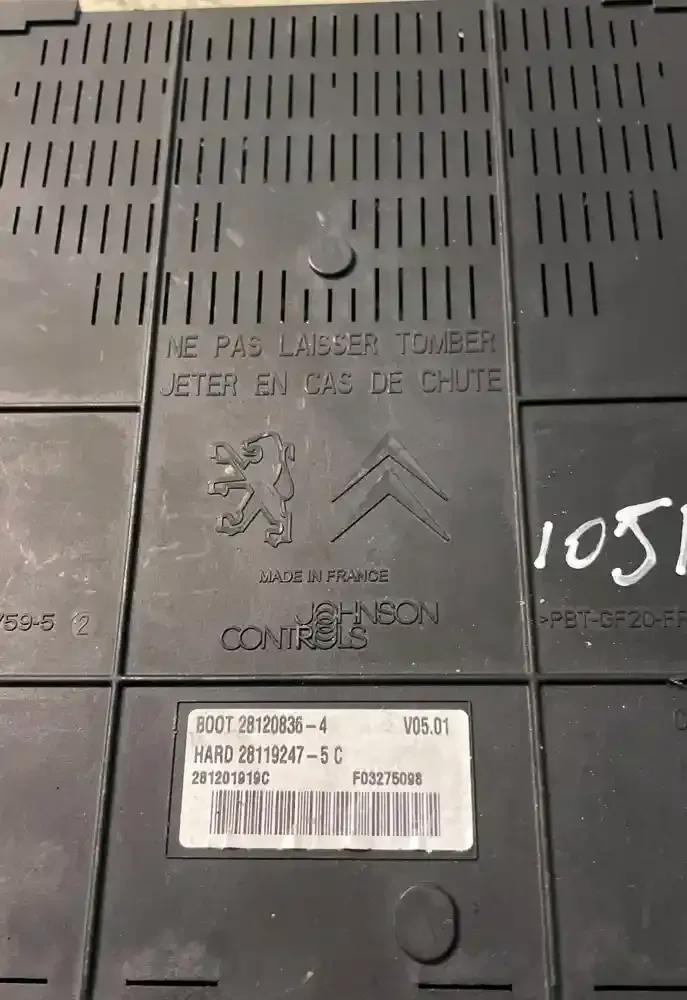 NE PAS LAISSER TOMBER
JETER EN CAS DE CHUTE
MADE IN FRANCE
JOHNSON
CONTROLS
759-5 2
>PBT-GF20-FR
BOOT 28120836-4 V05.01
HARD 28119247-5 C
281201919C F03275098